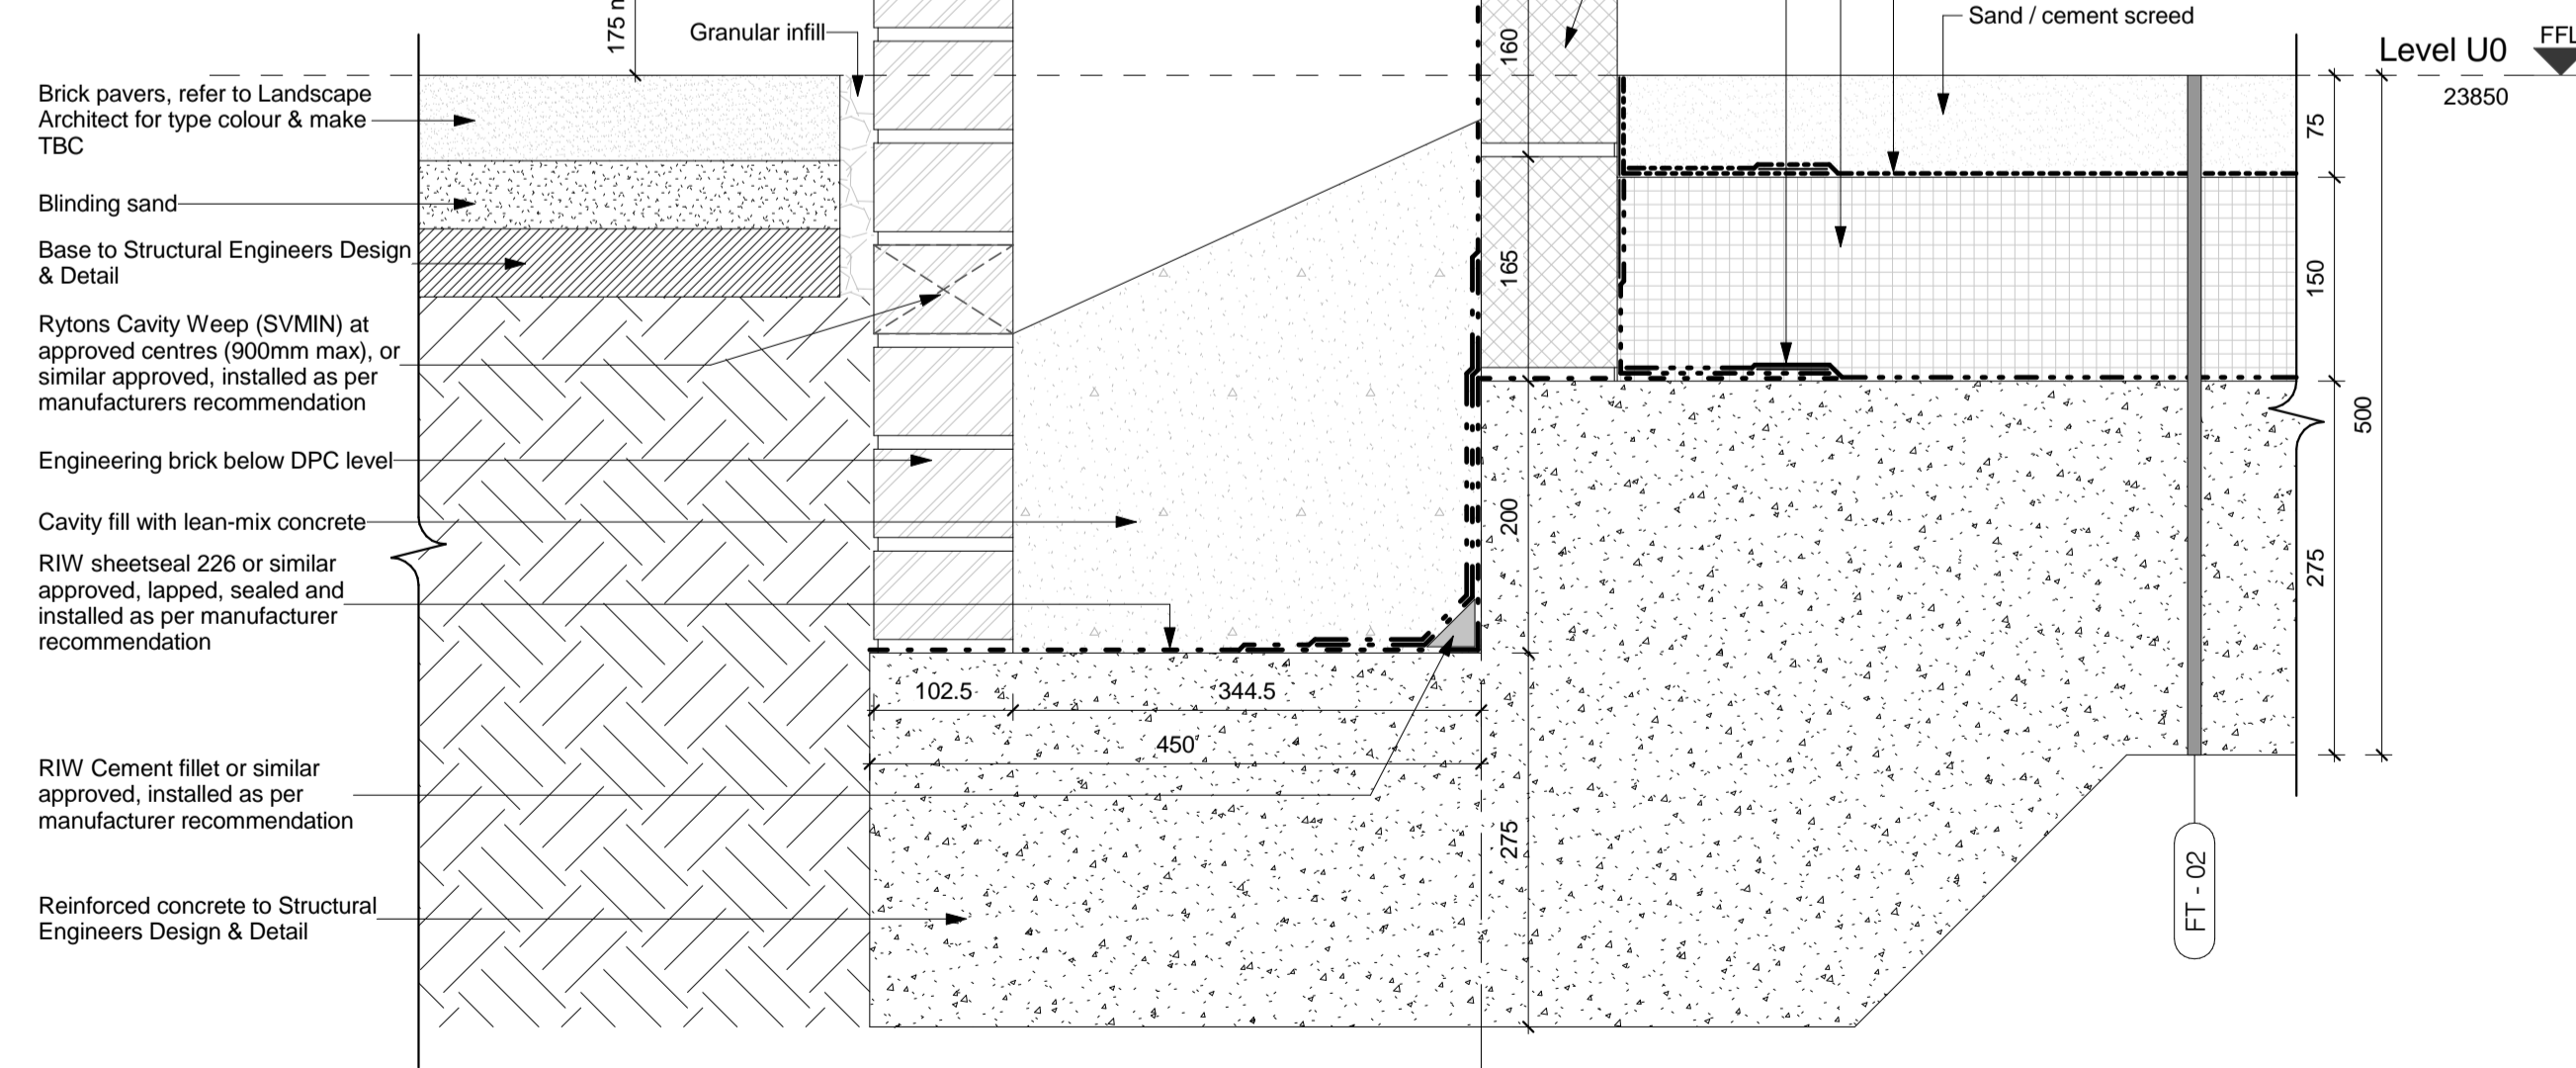 175
Granular infill
160
Sand / cement screed
Level U0
FFL
23850
Brick pavers, refer to Landscape
Architect for type colour & make
TBC
75
Blinding sand
Base to Structural Engineers Design
& Detail
165
150
Rytons Cavity Weep (SVMIN) at
approved centres (900mm max), or
similar approved, installed as per
manufacturers recommendation
500
Engineering brick below DPC level
Cavity fill with lean-mix concrete
200
275
RIW sheetseal 226 or similar
approved, lapped, sealed and
installed as per manufacturer
recommendation
102.5
344.5
450
RIW Cement fillet or similar
approved, installed as per
manufacturer recommendation
275
FT - 02
Reinforced concrete to Structural
Engineers Design & Detail